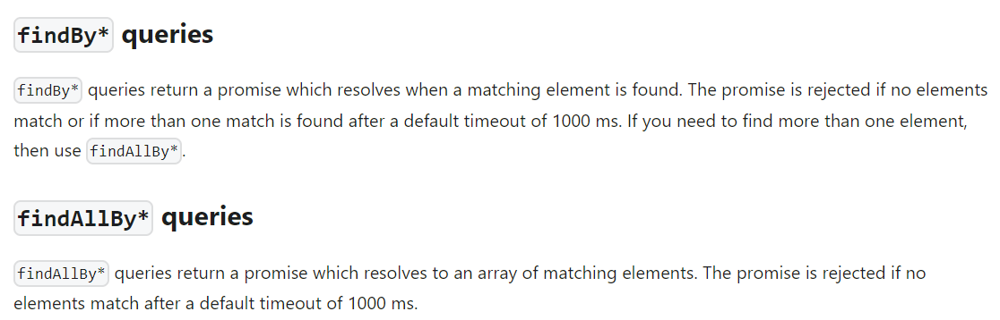 findBy* queries
findBy* queries return a promise which resolves when a matching element is found. The promise is rejected if no elements
match or if more than one match is found after a default timeout of 1000 ms. If you need to find more than one element,
then use findAllBy*.
findAllBy* queries
findAllBy* queries return a promise which resolves to an array of matching elements. The promise is rejected if no
elements match after a default timeout of 1000 ms.